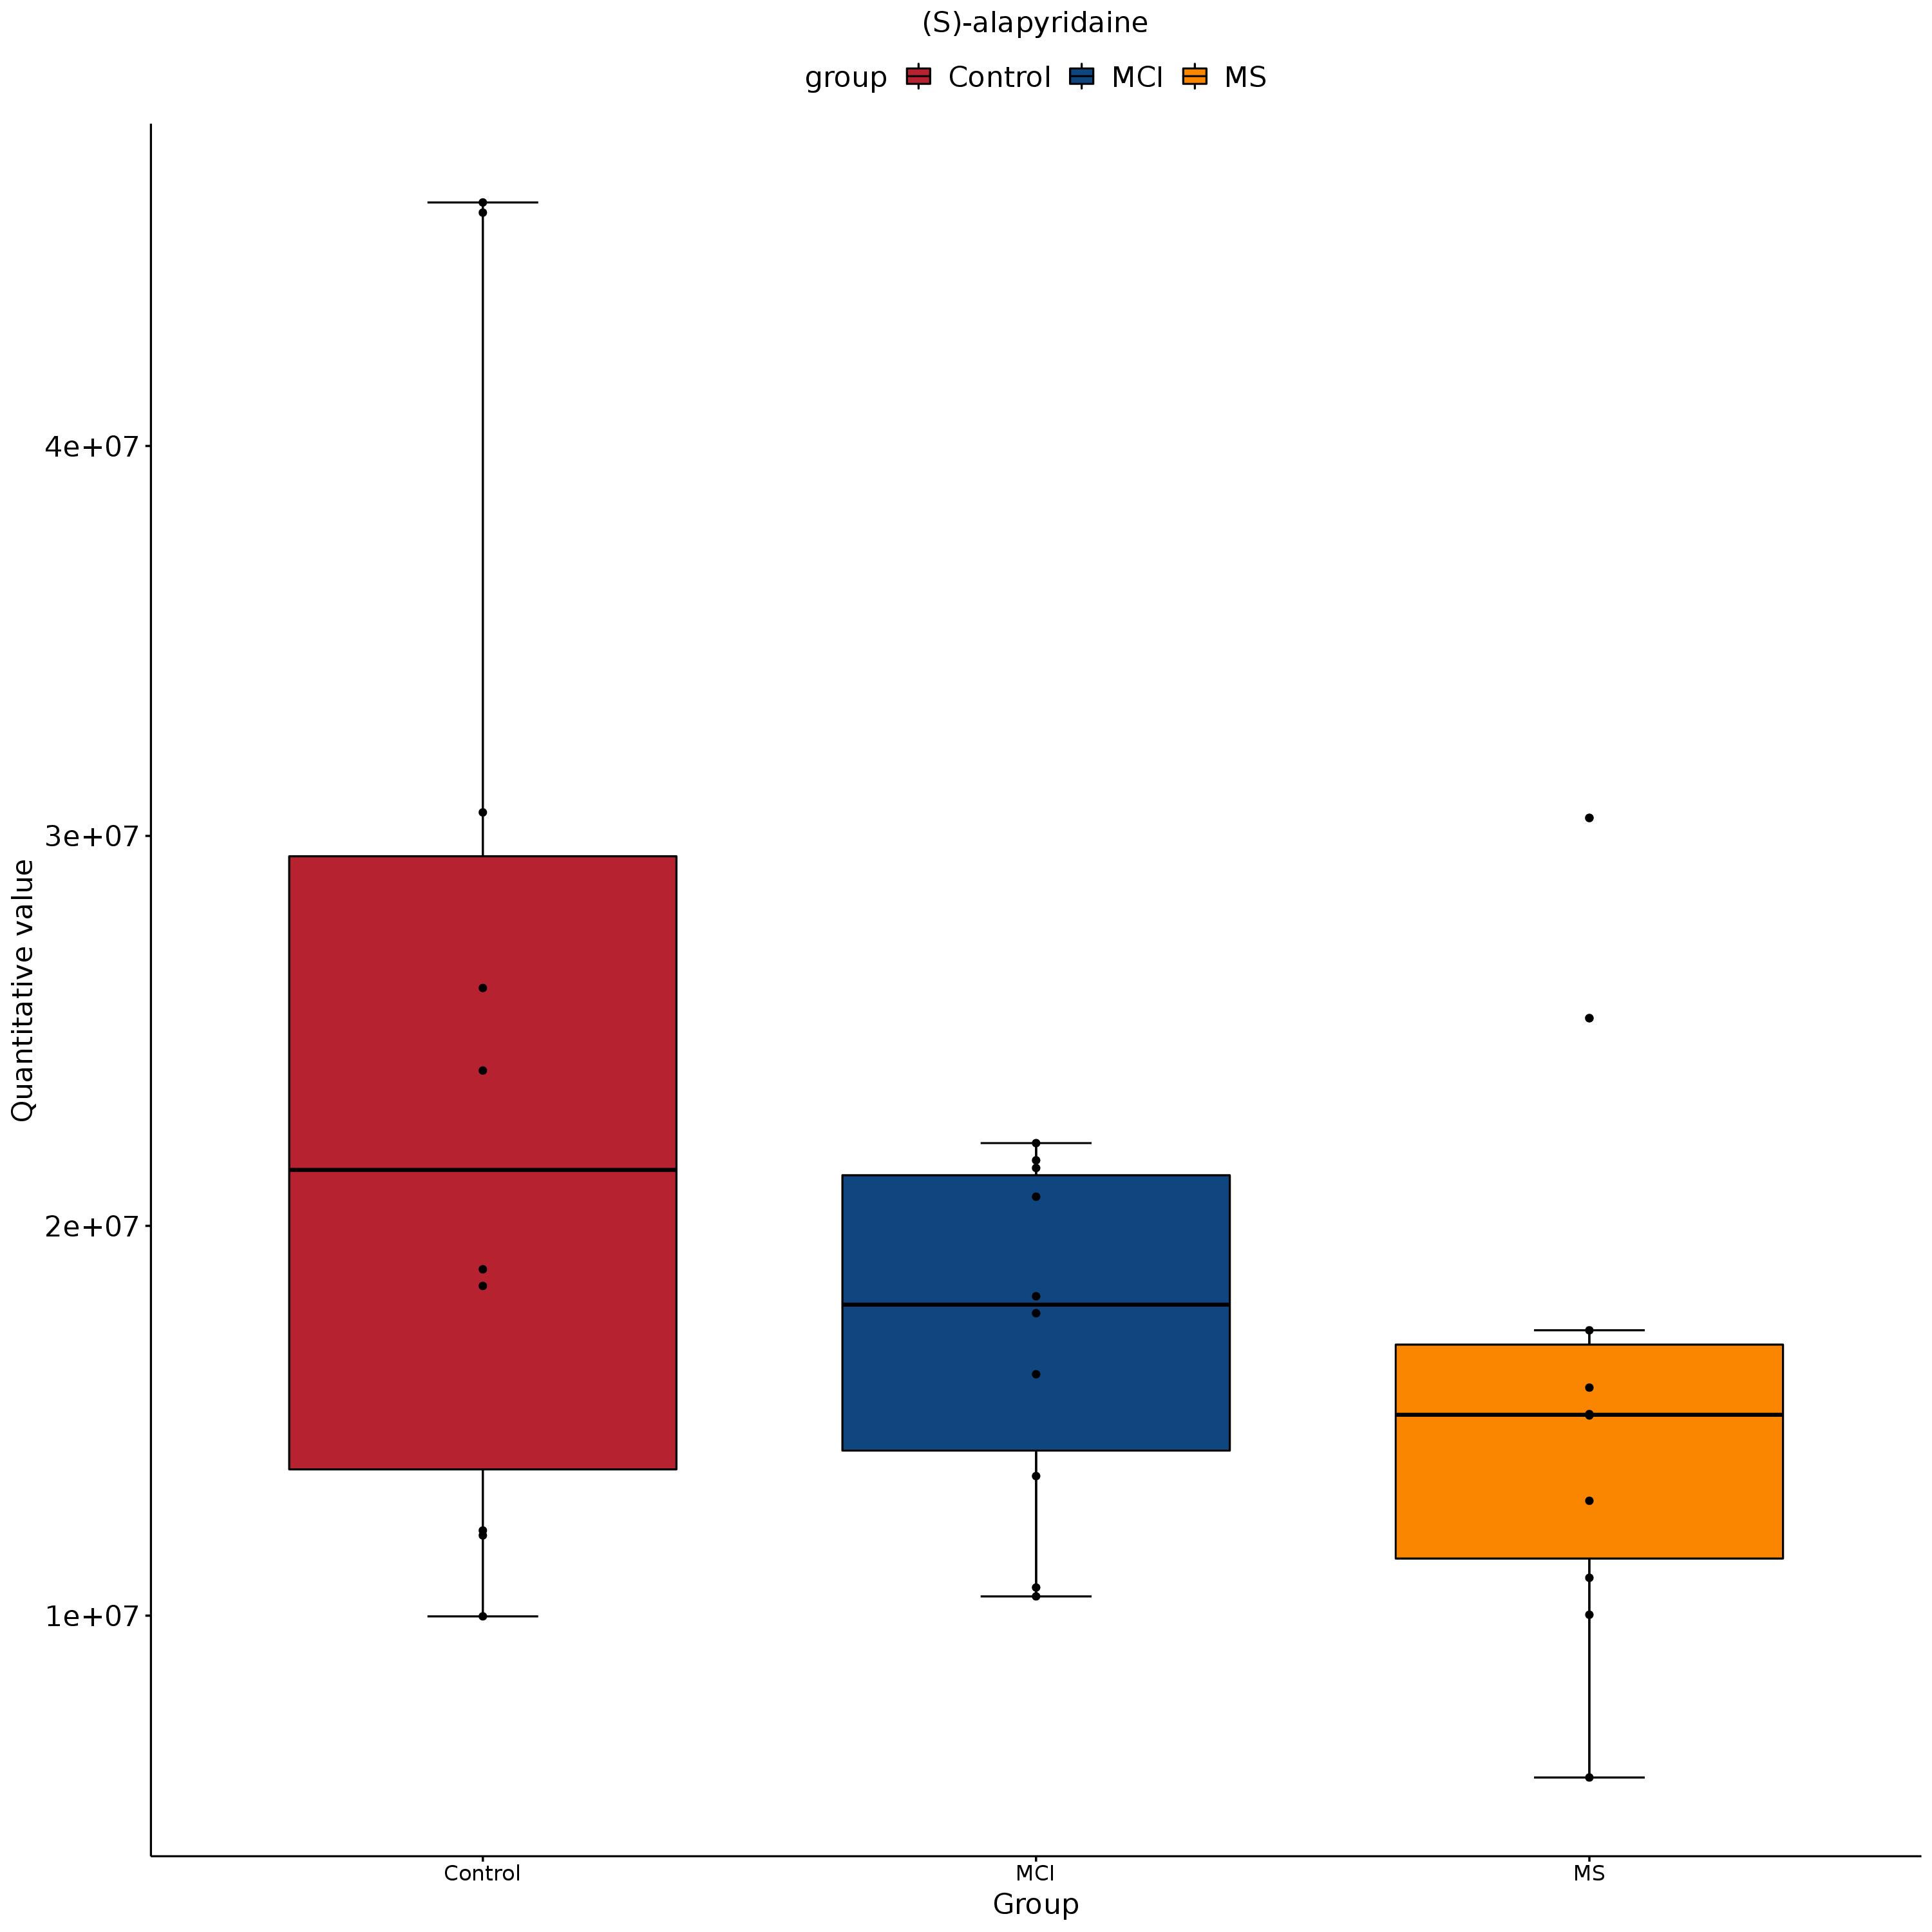 (S)-alapyridaine
group Control MCI MS
Quantitative value
4e+07
3e+07
2e+07
1e+07
Control MCI MS
Group